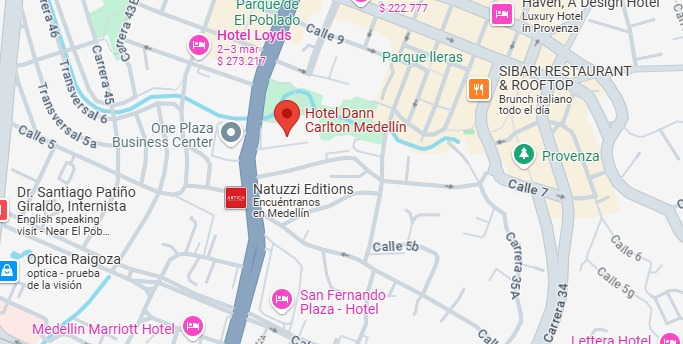 Parque de
El Poblado
$ 222.777
Haven, A Design Hotel
Luxury Hotel
in Provenza
Carrera 46
Carrera 43B
Hotel Loyds
2–3 mar
$ 273.217
Calle 9
Parque lleras
Transversal 6
Carrera 45
Transversal 5a
Calle 5
SIBARI RESTAURANT
& ROOFTOP
Brunch italiano
todo el día
Hotel Dann
Carlton Medellín
One Plaza
Business Center
Provenza
Calle 7
Dr. Santiago Patiño
Giraldo, Internista
English speaking
visit - Near El Pob...
ARTICA
Natuzzi Editions
Encuéntranos
en Medellín
Calle 5b
Carrera 35A
Carrera 34
Calle 6
Calle 5g
Optica Raigoza
optica - prueba
de la visión
San Fernando
Plaza - Hotel
Medellin Marriott Hotel
Lettera Hotel